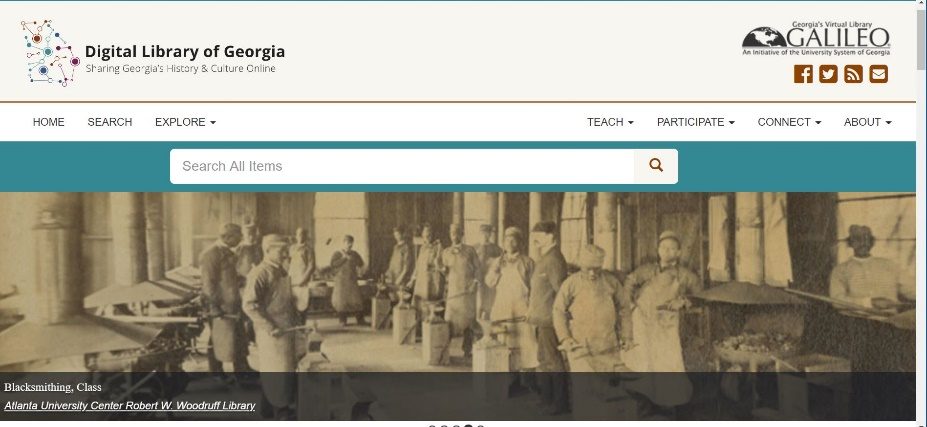 Digital Library of Georgia
Sharing Georgia's History & Culture Online
Georgia's Virtual Library
GALILEO
An Initiative of the University System of Georgia
HOME SEARCH EXPLORE TEACH PARTICIPATE CONNECT ABOUT
Search All Items
Blacksmithing, Class
Atlanta University Center Robert W. Woodruff Library